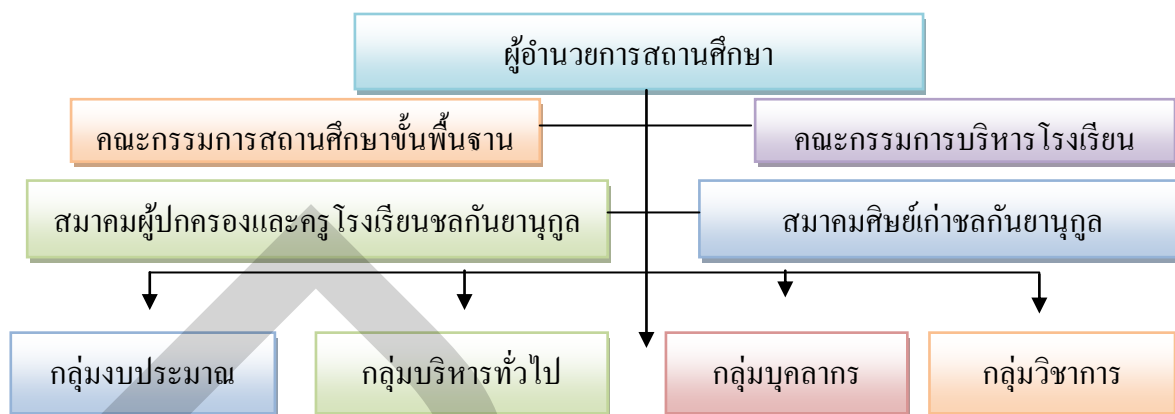 ผู้อำนวยการสถานศึกษา
คณะกรรมการสถานศึกษาขั้นพื้นฐาน
คณะกรรมการบริหารโรงเรียน
สมาคมผู้ปกครองและครูโรงเรียนชลกันยานุกูล
สมาคมศิษย์เก่าชลกันยานุกูล
กลุ่มงบประมาณ
กลุ่มบริหารทั่วไป
กลุ่มบุคลากร
กลุ่มวิชาการ